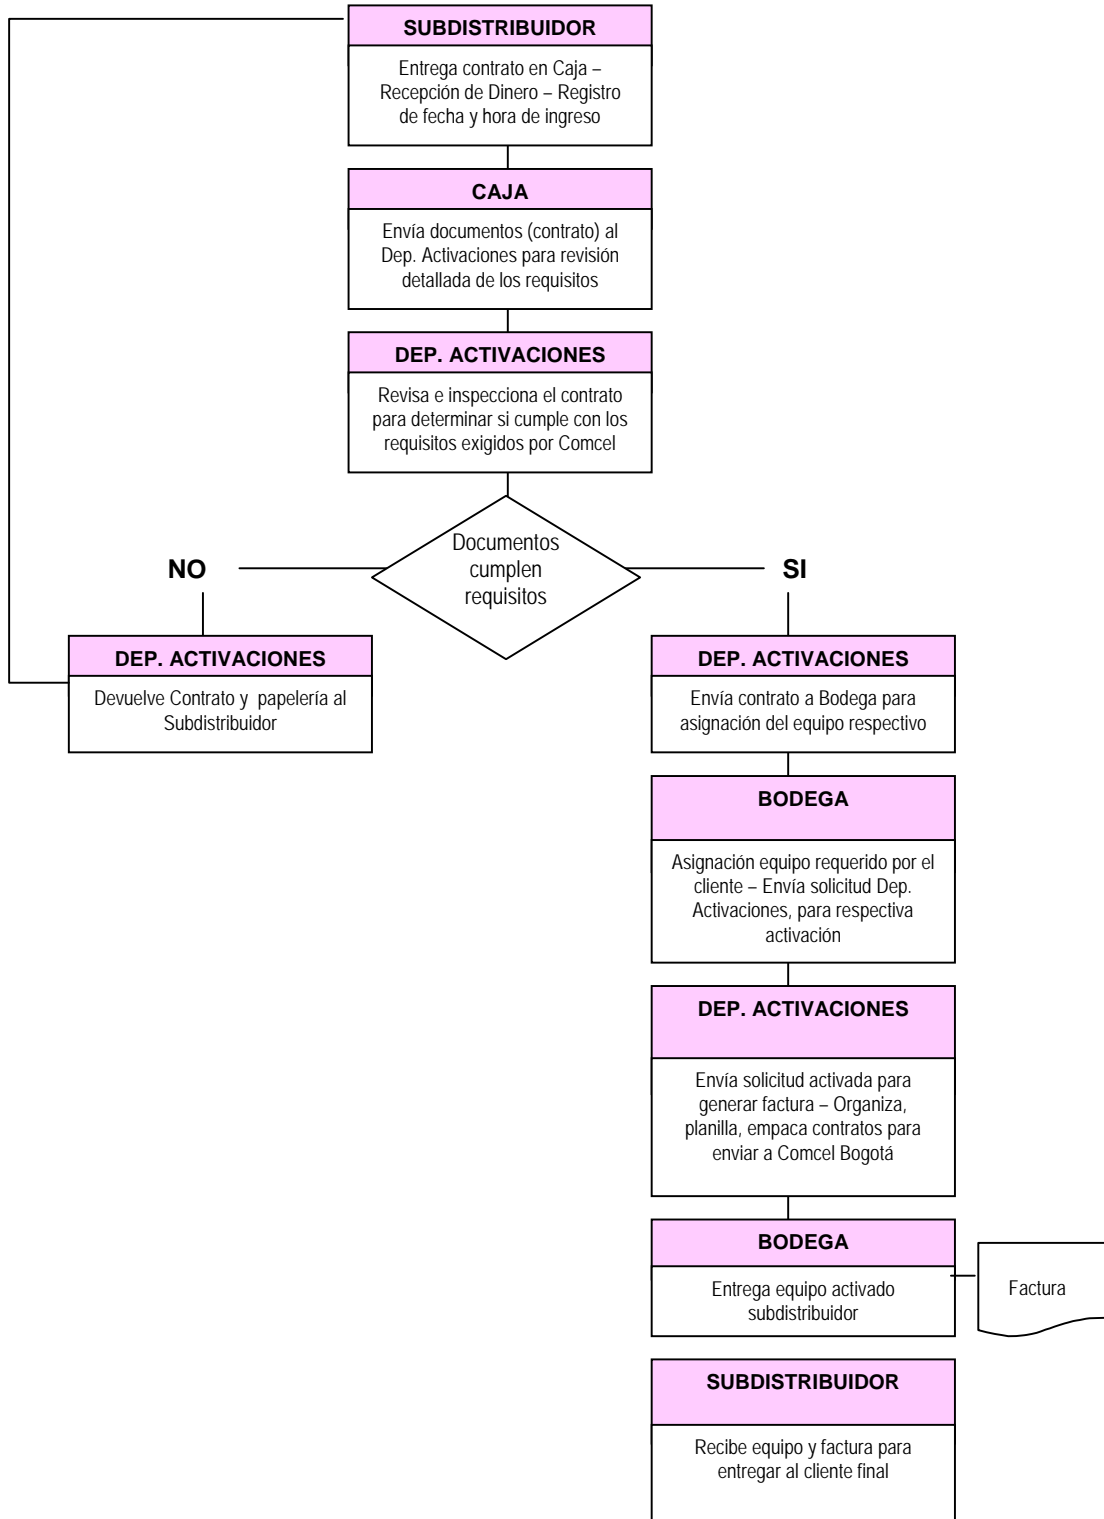 SUBDISTRIBUIDOR
Entrega contrato en Caja –
Recepción de Dinero – Registro
de fecha y hora de ingreso
CAJA
Envía documentos (contrato) al
Dep. Activaciones para revisión
detallada de los requisitos
DEP. ACTIVACIONES
Revisa e inspecciona el contrato
para determinar si cumple con los
requisitos exigidos por Comcel
Documentos
cumplen
requisitos
NO
SI
DEP. ACTIVACIONES
Devuelve Contrato y papelería al
Subdistribuidor
DEP. ACTIVACIONES
Envía contrato a Bodega para
asignación del equipo respectivo
BODEGA
Asignación equipo requerido por el
cliente – Envía solicitud Dep.
Activaciones, para respectiva
activación
DEP. ACTIVACIONES
Envía solicitud activada para
generar factura – Organiza,
planilla, empaca contratos para
enviar a Comcel Bogotá
BODEGA
Entrega equipo activado
subdistribuidor
Factura
SUBDISTRIBUIDOR
Recibe equipo y factura para
entregar al cliente final